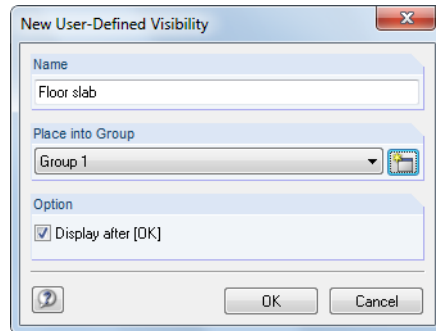 New User-Defined Visibility
Name
Floor slab
Place into Group
Group 1
Option
Display after [OK]
OK
Cancel